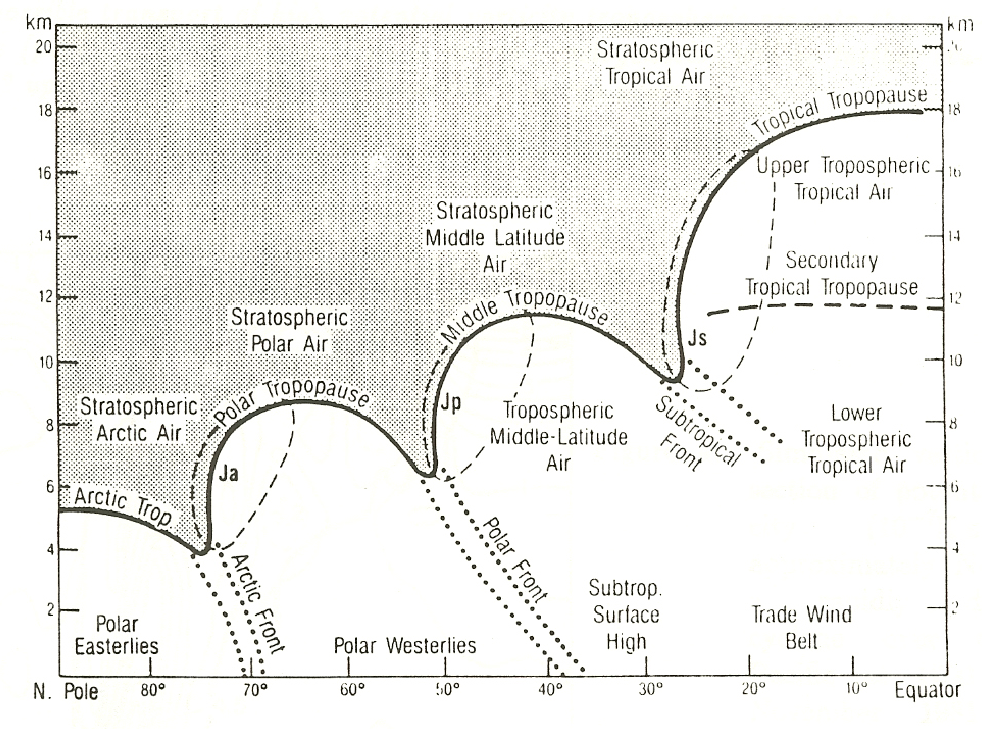 km
km
20
18
16
14
12
10
8
6
4
2
18
16
14
12
10
8
6
4
2
Stratospheric
Tropical Air
Tropical Tropopause
Upper Tropospheric
Tropical Air
Stratospheric
Middle Latitude
Air
Secondary
Tropical Tropopause
Middle Tropopause
Stratospheric
Polar Air
Js
Polar Tropopause
Stratospheric
Arctic Air
Jp
Tropospheric
Middle-Latitude
Air
Subtropical
Front
Lower
Tropospheric
Tropical Air
Ja
Arctic Trop
Polar Front
Arctic Front
Subtrop.
Surface
High
Trade Wind
Belt
Polar
Easterlies
Polar Westerlies
N. Pole 80° 70° 60° 50° 40° 30° 20° 10° Equator